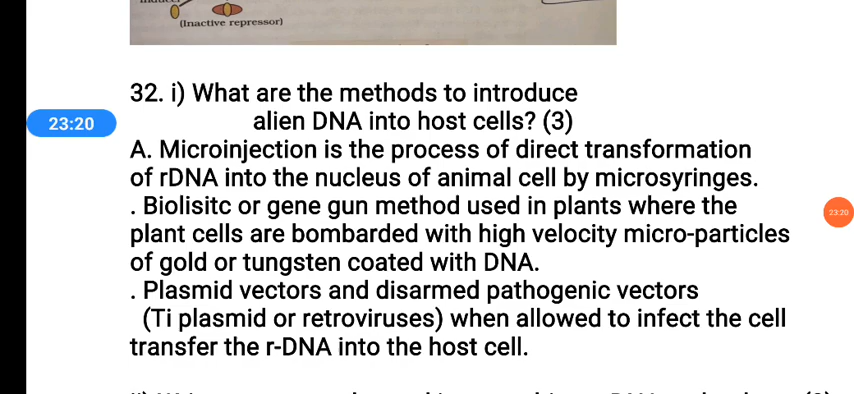 (Inactive repressor)
32. i) What are the methods to introduce
alien DNA into host cells? (3)
23:20
A. Microinjection is the process of direct transformation
of rDNA into the nucleus of animal cell by microsyringes.
. Biolisitc or gene gun method used in plants where the
23:20
plant cells are bombarded with high velocity micro-particles
of gold or tungsten coated with DNA.
. Plasmid vectors and disarmed pathogenic vectors
(Ti plasmid or retroviruses) when allowed to infect the cell
transfer the r-DNA into the host cell.